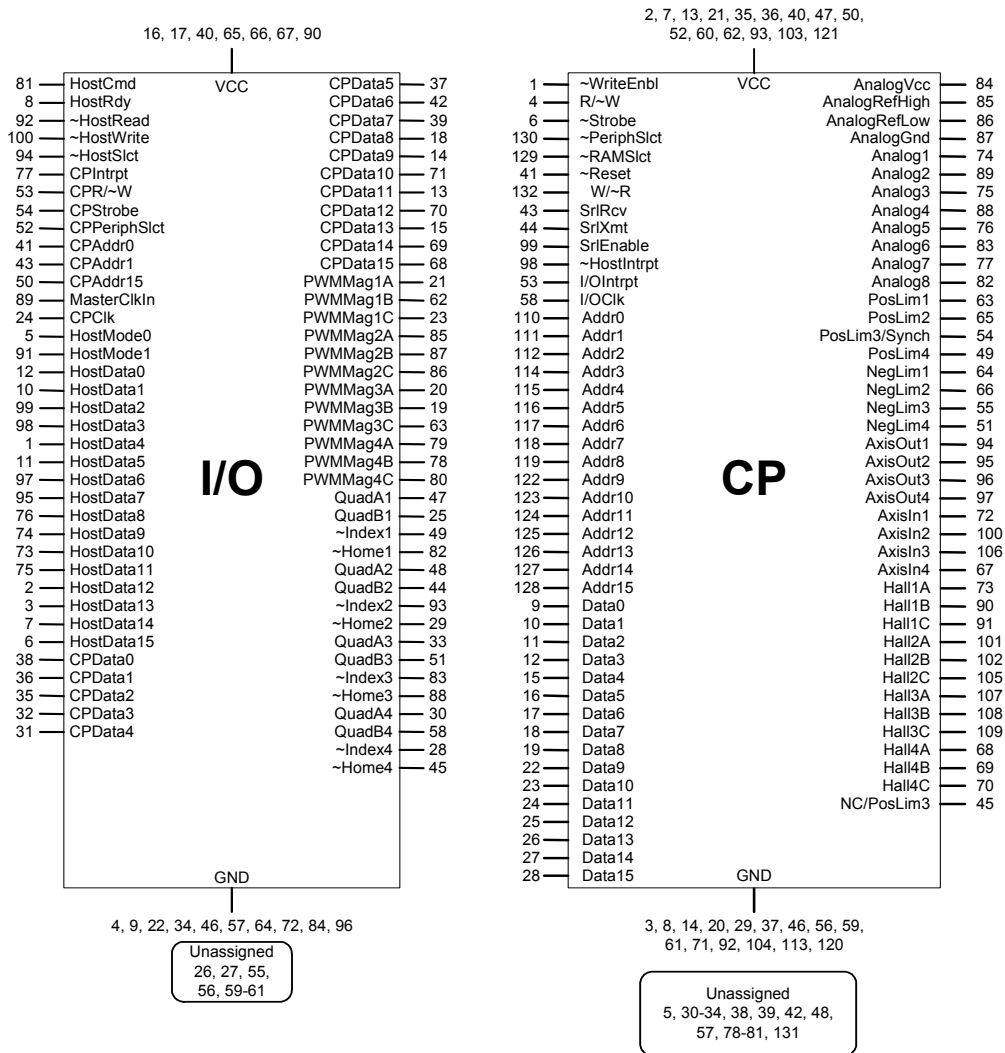 16, 17, 40, 65, 66, 67, 90
VCC
81 HostCmd
8 HostRdy
92 ~HostRead
100 ~HostWrite
94 ~HostSlct
77 CPIntrpt
53 CPR/~W
54 CPStrobe
52 CPPeriphSlct
41 CPAddr0
43 CPAddr1
50 CPAddr15
89 MasterClkIn
24 CPClk
5 HostMode0
91 HostMode1
12 HostData0
10 HostData1
99 HostData2
98 HostData3
1 HostData4
11 HostData5
97 HostData6
95 HostData7
76 HostData8
74 HostData9
73 HostData10
75 HostData11
2 HostData12
3 HostData13
7 HostData14
6 HostData15
38 CPData0
36 CPData1
35 CPData2
32 CPData3
31 CPData4
I/O
CPData5 37
CPData6 42
CPData7 39
CPData8 18
CPData9 14
CPData10 71
CPData11 13
CPData12 70
CPData13 15
CPData14 69
CPData15 68
PWMMag1A 21
PWMMag1B 62
PWMMag1C 23
PWMMag2A 85
PWMMag2B 87
PWMMag2C 86
PWMMag3A 20
PWMMag3B 19
PWMMag3C 63
PWMMag4A 79
PWMMag4B 78
PWMMag4C 80
QuadA1 47
QuadB1 25
~Index1 49
~Home1 82
QuadA2 48
QuadB2 44
~Index2 93
~Home2 29
QuadA3 33
QuadB3 51
~Index3 83
~Home3 88
QuadA4 30
QuadB4 58
~Index4 28
~Home4 45
GND
4, 9, 22, 34, 46, 57, 64, 72, 84, 96
Unassigned
26, 27, 55,
56, 59-61
2, 7, 13, 21, 35, 36, 40, 47, 50,
52, 60, 62, 93, 103, 121
VCC
1 ~WriteEnbl
4 R/~W
6 ~Strobe
130 ~PeriphSlct
129 ~RAMSlct
41 ~Reset
132 W/~R
43 SrlRcv
44 SrlXmt
99 SrlEnable
98 ~HostIntrpt
53 I/OIntrpt
58 I/OClk
110 Addr0
111 Addr1
112 Addr2
114 Addr3
115 Addr4
116 Addr5
117 Addr6
118 Addr7
119 Addr8
122 Addr9
123 Addr10
124 Addr11
125 Addr12
126 Addr13
127 Addr14
128 Addr15
9 Data0
10 Data1
11 Data2
12 Data3
15 Data4
16 Data5
17 Data6
18 Data7
19 Data8
22 Data9
23 Data10
24 Data11
25 Data12
26 Data13
27 Data14
28 Data15
CP
AnalogVcc 84
AnalogRefHigh 85
AnalogRefLow 86
AnalogGnd 87
Analog1 74
Analog2 89
Analog3 75
Analog4 88
Analog5 76
Analog6 83
Analog7 77
Analog8 82
PosLim1 63
PosLim2 65
PosLim3/Synch 54
PosLim4 49
NegLim1 64
NegLim2 66
NegLim3 55
NegLim4 51
AxisOut1 94
AxisOut2 95
AxisOut3 96
AxisOut4 97
AxisIn1 72
AxisIn2 100
AxisIn3 106
AxisIn4 67
Hall1A 73
Hall1B 90
Hall1C 91
Hall2A 101
Hall2B 102
Hall2C 105
Hall3A 107
Hall3B 108
Hall3C 109
Hall4A 68
Hall4B 69
Hall4C 70
NC/PosLim3 45
GND
3, 8, 14, 20, 29, 37, 46, 56, 59,
61, 71, 92, 104, 113, 120
Unassigned
5, 30-34, 38, 39, 42, 48,
57, 78-81, 131